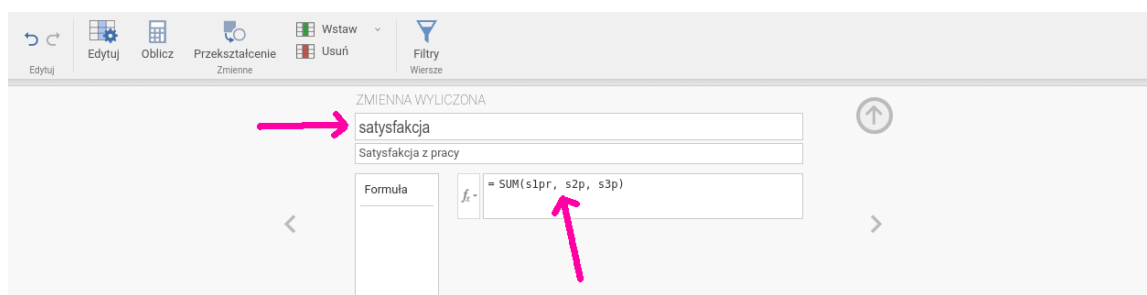 Edytuj
Oblicz
Przekształcenie
Wstaw
Usuń
Filtry
Edytuj
Zmienne
Wiersze
ZMIENNA WYLICZONA
satysfakcja
Satysfakcja z pracy
Formuła
fx
= SUM(s1pr, s2p, s3p)